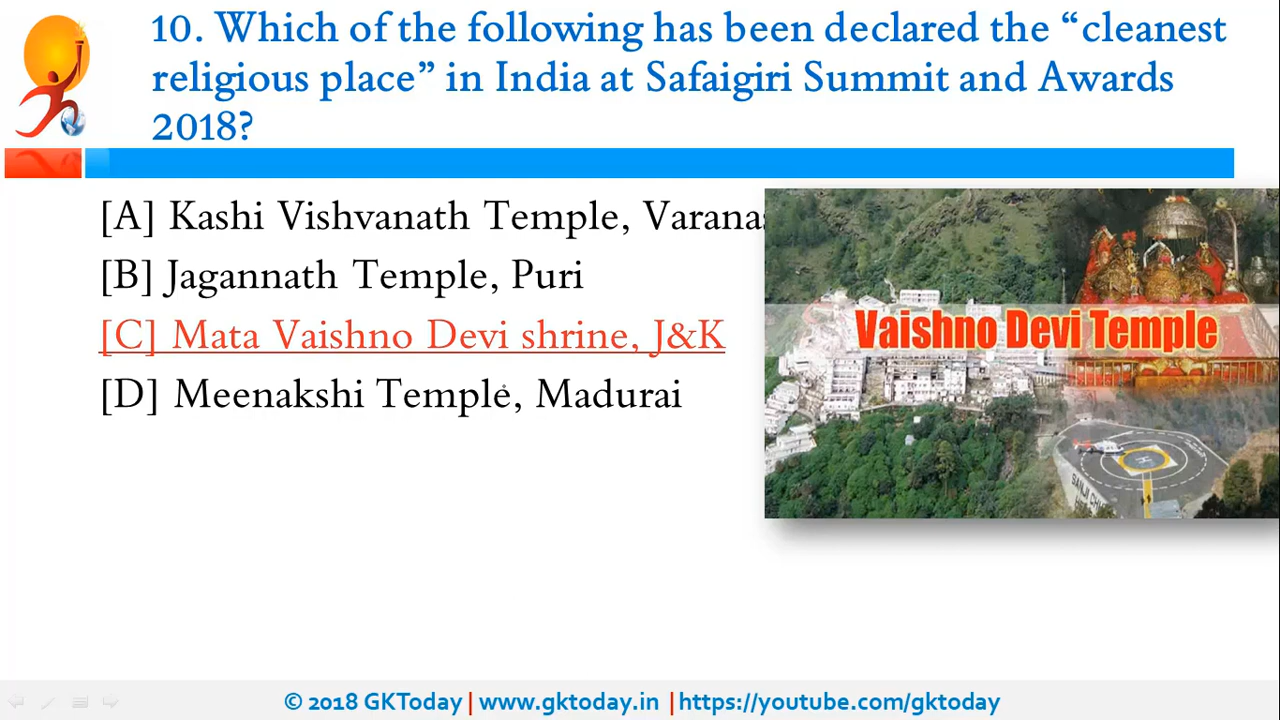 10. Which of the following has been declared the “cleanest
religious place” in India at Safaigiri Summit and Awards
2018?
[A] Kashi Vishvanath Temple,
[B] Jagannath Temple, Puri
[C] Mata Vaishno Devi shrine, J&K
[D] Meenakshi Temple, Madurai
Vaishno Devi Temple
H
© 2018 GKToday | www.gktoday.in | https://youtube.com/gktoday